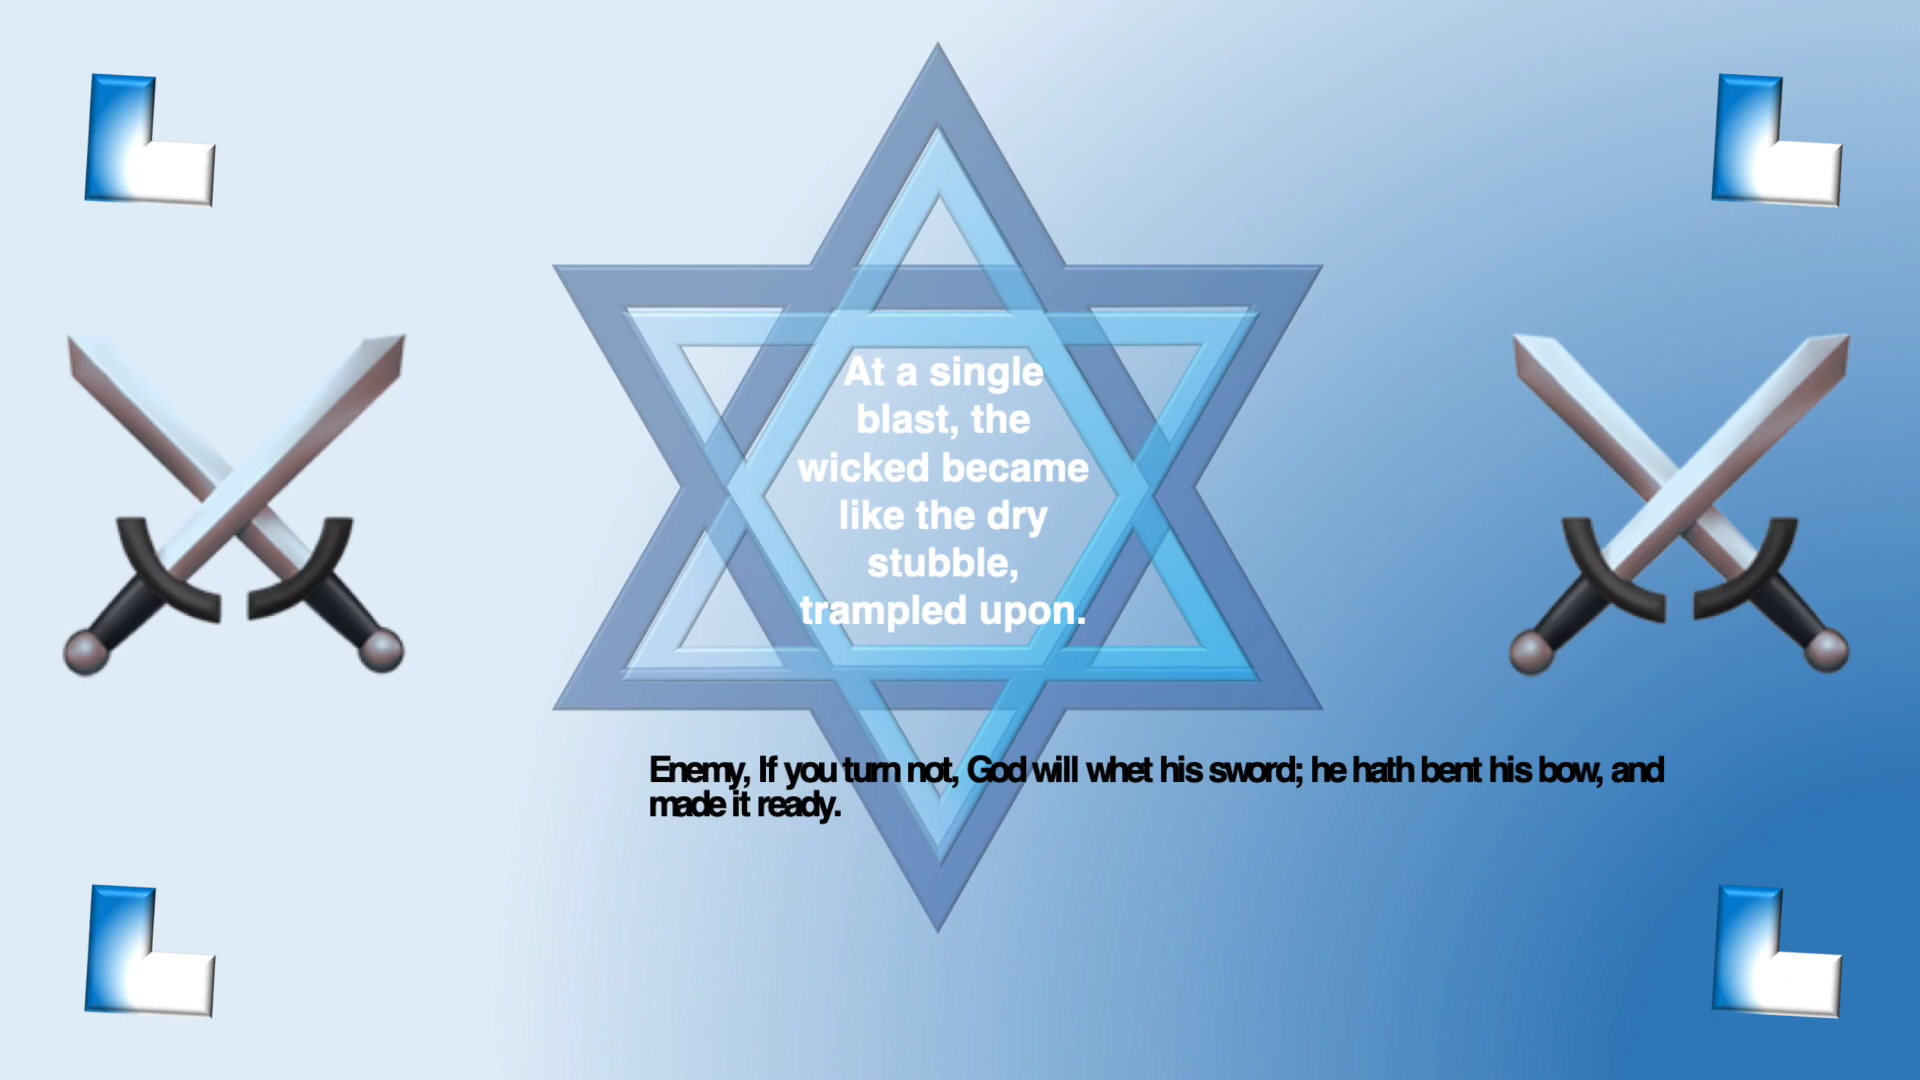 At a single
blast, the
wicked became
like the dry
stubble,
trampled upon.
Enemy, If you turn not, God will whet his sword; he hath bent his bow, and
made it ready.